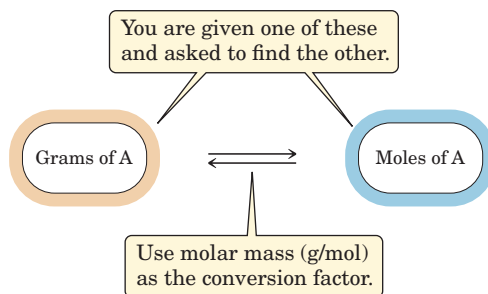 You are given one of these
and asked to find the other.
Grams of A
Moles of A
Use molar mass (g/mol)
as the conversion factor.